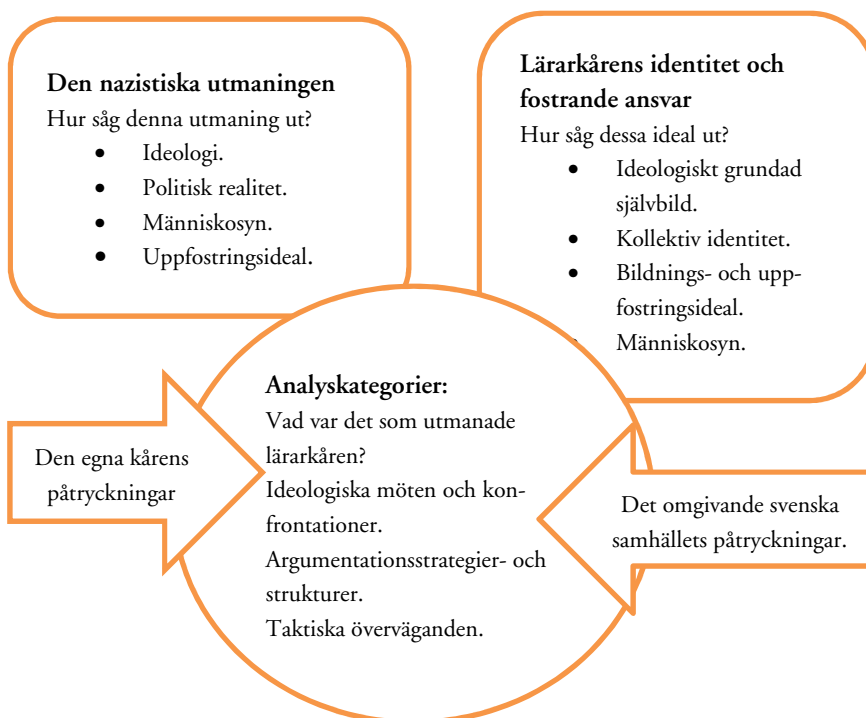 Den nazistiska utmaningen
Hur såg denna utmaning ut?
• Ideologi.
• Politisk realitet.
• Människosyn.
• Uppfostringsideal.
Lärarkårens identitet och
fostrande ansvar
Hur såg dessa ideal ut?
• Ideologiskt grundad
självbild.
• Kollektiv identitet.
• Bildnings- och upp-
fostringsideal.
• Människosyn.
Analyskategorier:
Vad var det som utmanade
lärarkåren?
Ideologiska möten och kon-
frontationer.
Argumentationsstrategier- och
strukturer.
Taktiska överväganden.
Den egna kårens
påtryckningar
Det omgivande svenska
samhällets påtryckningar.